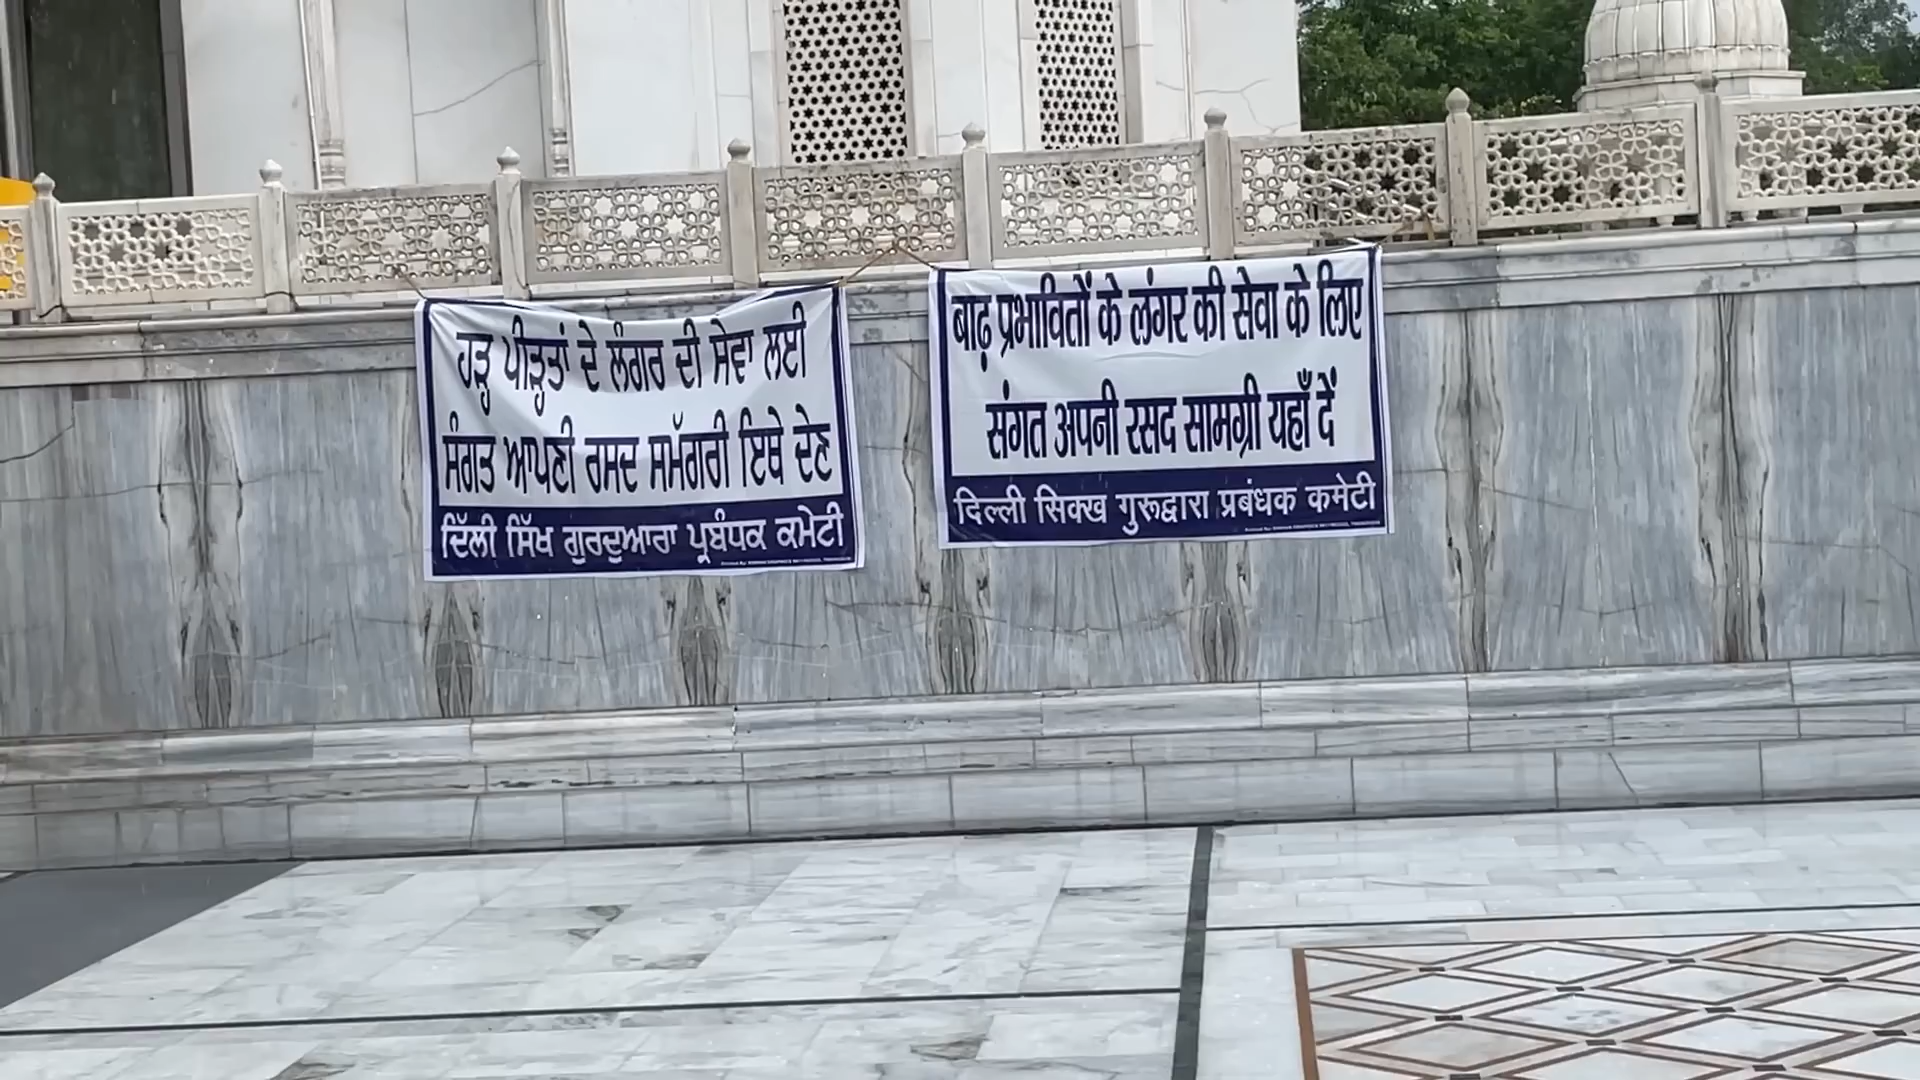 ਹੜ੍ਹ ਪੀੜ੍ਹਤਾਂ ਦੇ ਲੰਗਰ ਦੀ ਸੇਵਾ ਲਈ
ਸੰਗਤ ਆਪਣੀ ਰਸਦ ਸਮੱਗਰੀ ਇਥੇ ਦੇਣ
ਦਿੱਲੀ ਸਿੱਖ ਗੁਰਦੁਆਰਾ ਪ੍ਰਬੰਧਕ ਕਮੇਟੀ
बाढ़ प्रभावितों के लंगर की सेवा के लिए
संगत अपनी रसद सामग्री यहाँ दें
दिल्ली सिक्ख गुरूद्वारा प्रबंधक कमेटी